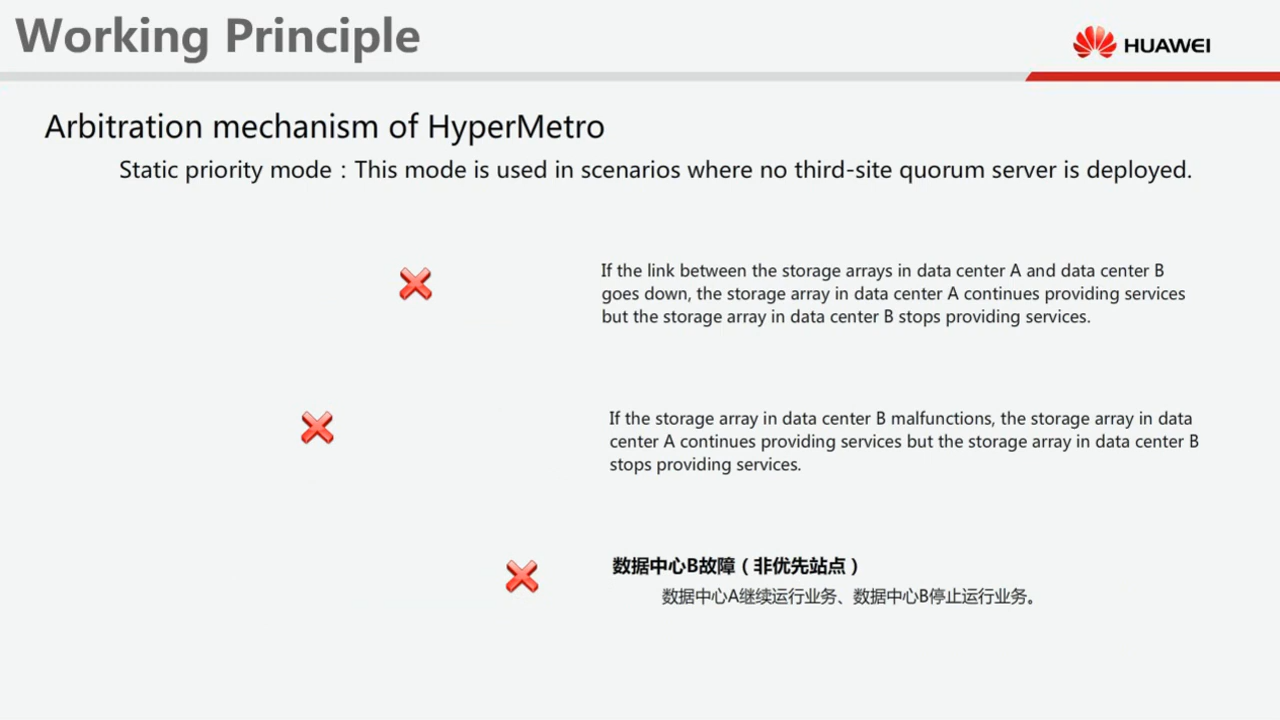 Working Principle
HUAWEI
Arbitration mechanism of HyperMetro
Static priority mode：This mode is used in scenarios where no third-site quorum server is deployed.
If the link between the storage arrays in data center A and data center B
goes down, the storage array in data center A continues providing services
but the storage array in data center B stops providing services.
If the storage array in data center B malfunctions, the storage array in data
center A continues providing services but the storage array in data center B
stops providing services.
数据中心B故障（非优先站点）
数据中心A继续运行业务、数据中心B停止运行业务。